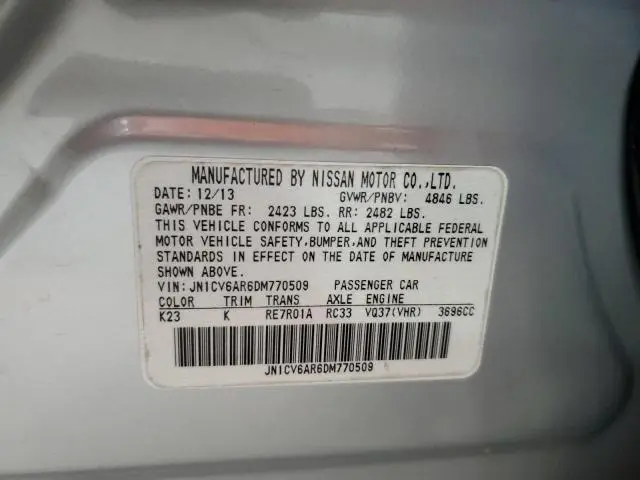 MANUFACTURED BY NISSAN MOTOR CO.,LTD.
DATE: 12/13 GVWR/PNBV: 4846 LBS.
GAWR/PNBE FR: 2423 LBS. RR: 2482 LBS.
THIS VEHICLE CONFORMS TO ALL APPLICABLE FEDERAL
MOTOR VEHICLE SAFETY,BUMPER,AND THEFT PREVENTION
STANDARDS IN EFFECT ON THE DATE OF MANUFACTURE
SHOWN ABOVE.
VIN:JN1CV6AR6DM770509 PASSENGER CAR
COLOR TRIM TRANS AXLE ENGINE
K23 K RE7R01A RC33 VQ37(VHR) 3696CC
JN1CV6AR6DM770509